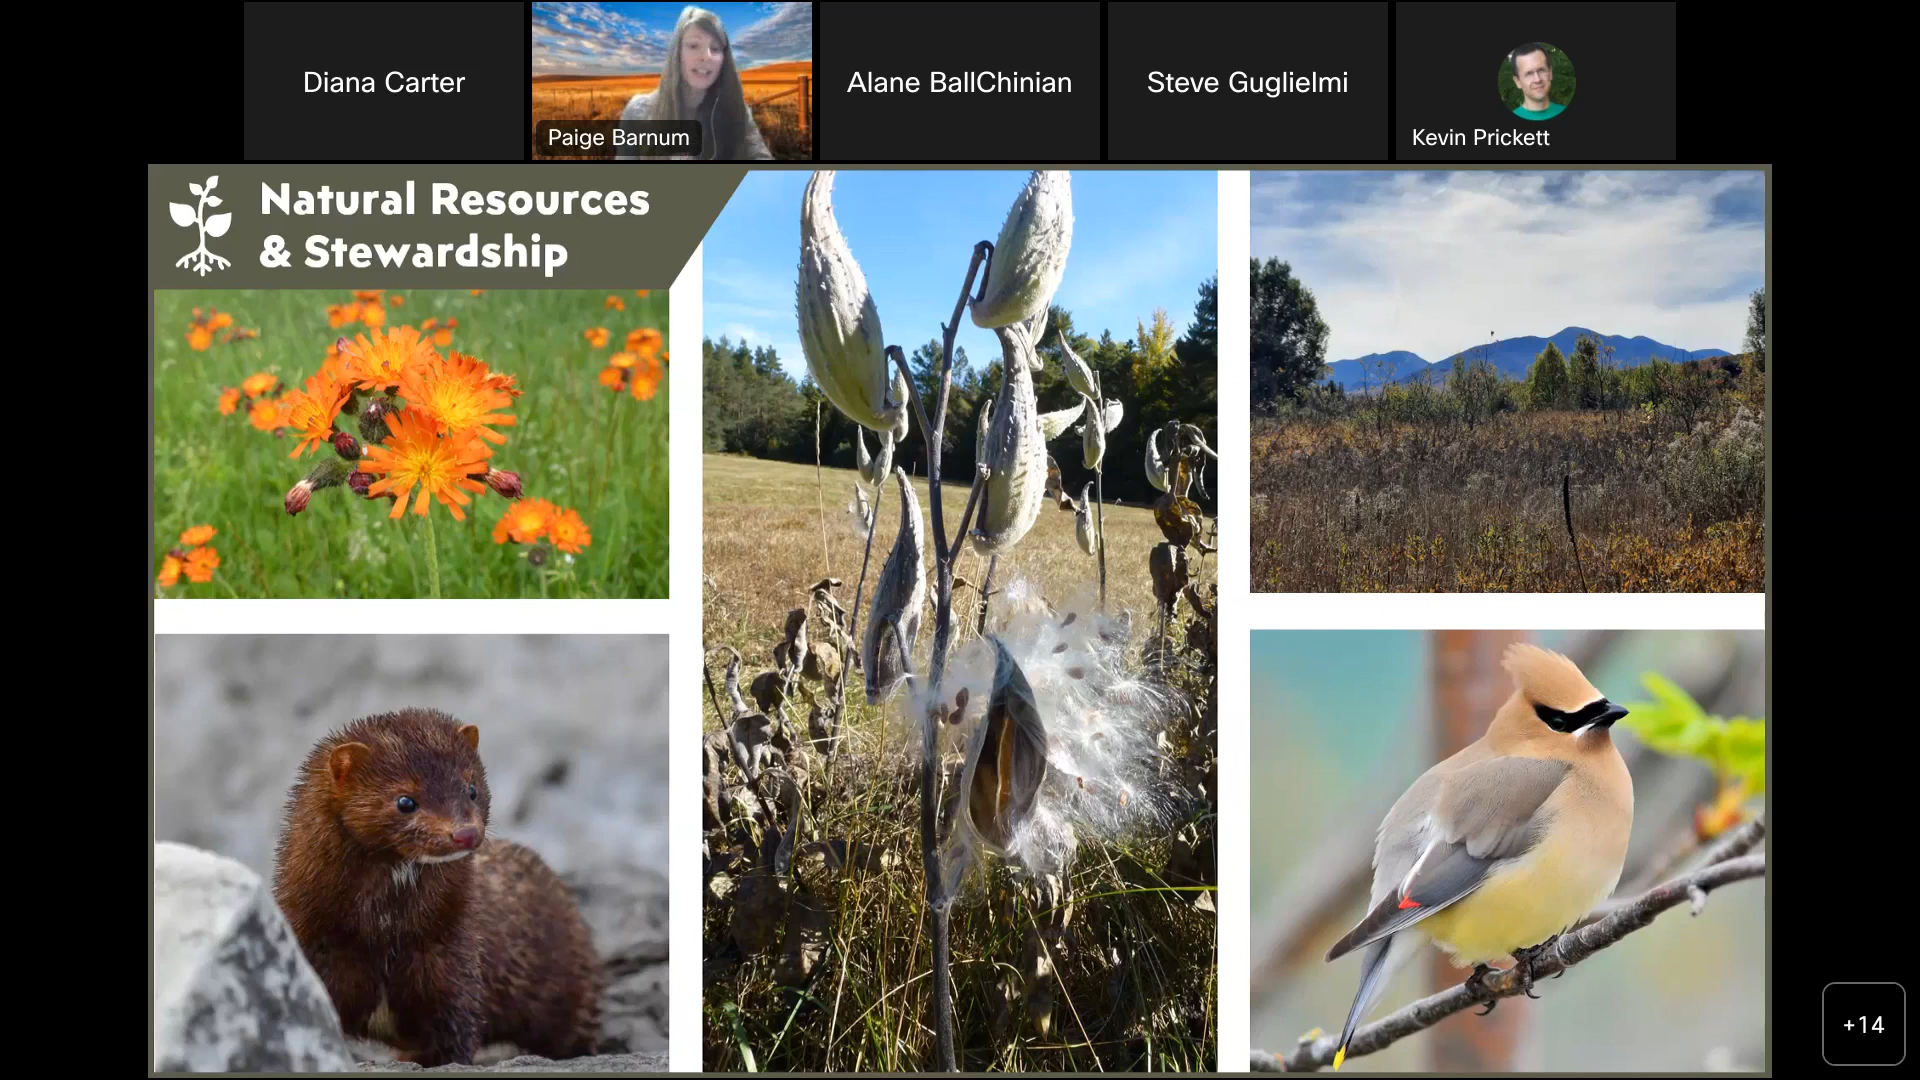 Diana Carter
Paige Barnum
Alane BallChinian
Steve Guglielmi
Kevin Prickett
Natural Resources
& Stewardship
+14